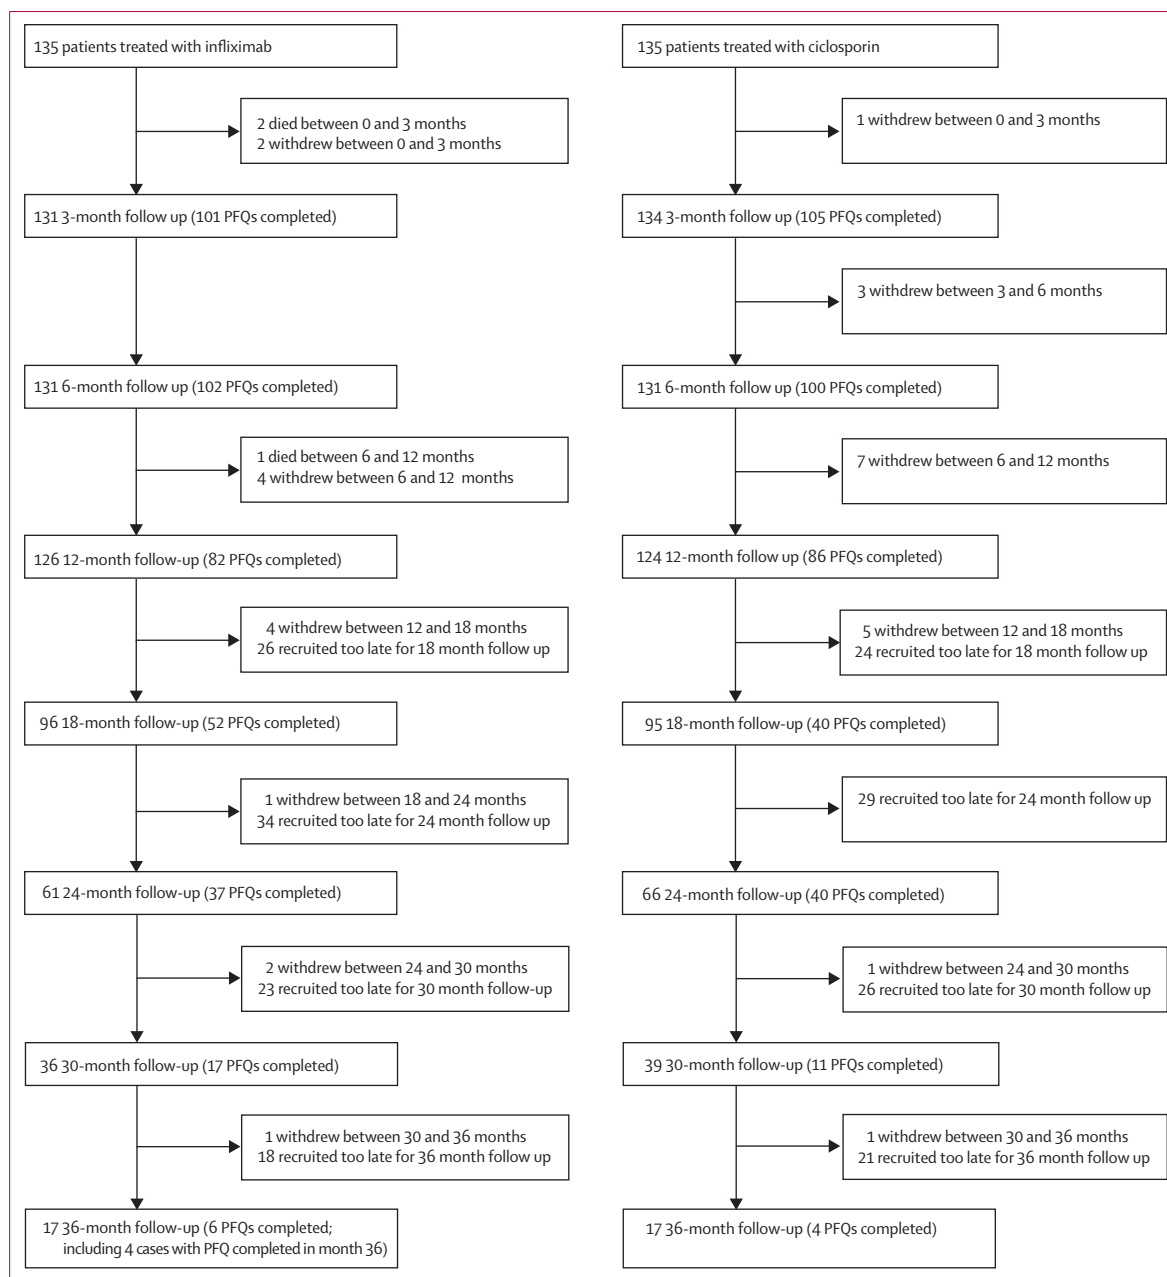 135 patients treated with infliximab
2 died between 0 and 3 months
2 withdrew between 0 and 3 months
131 3-month follow up (101 PFQs completed)
131 6-month follow up (102 PFQs completed)
1 died between 6 and 12 months
4 withdrew between 6 and 12 months
126 12-month follow-up (82 PFQs completed)
4 withdrew between 12 and 18 months
26 recruited too late for 18 month follow up
96 18-month follow-up (52 PFQs completed)
1 withdrew between 18 and 24 months
34 recruited too late for 24 month follow up
61 24-month follow-up (37 PFQs completed)
2 withdrew between 24 and 30 months
23 recruited too late for 30 month follow-up
36 30-month follow-up (17 PFQs completed)
1 withdrew between 30 and 36 months
18 recruited too late for 36 month follow up
17 36-month follow-up (6 PFQs completed;
including 4 cases with PFQ completed in month 36)
135 patients treated with ciclosporin
1 withdrew between 0 and 3 months
134 3-month follow up (105 PFQs completed)
3 withdrew between 3 and 6 months
131 6-month follow up (100 PFQs completed)
7 withdrew between 6 and 12 months
124 12-month follow up (86 PFQs completed)
5 withdrew between 12 and 18 months
24 recruited too late for 18 month follow up
95 18-month follow-up (40 PFQs completed)
29 recruited too late for 24 month follow up
66 24-month follow-up (40 PFQs completed)
1 withdrew between 24 and 30 months
26 recruited too late for 30 month follow up
39 30-month follow-up (11 PFQs completed)
1 withdrew between 30 and 36 months
21 recruited too late for 36 month follow up
17 36-month follow-up (4 PFQs completed)